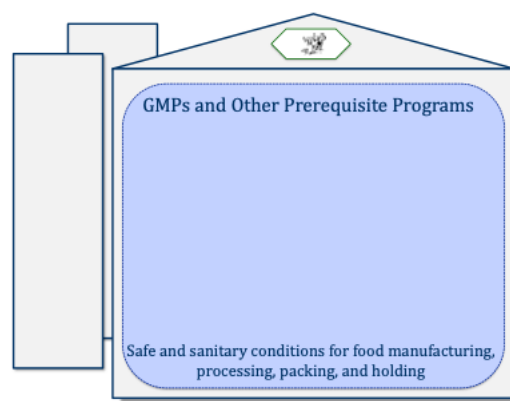 GMPs and Other Prerequisite Programs
Safe and sanitary conditions for food manufacturing,
processing, packing, and holding